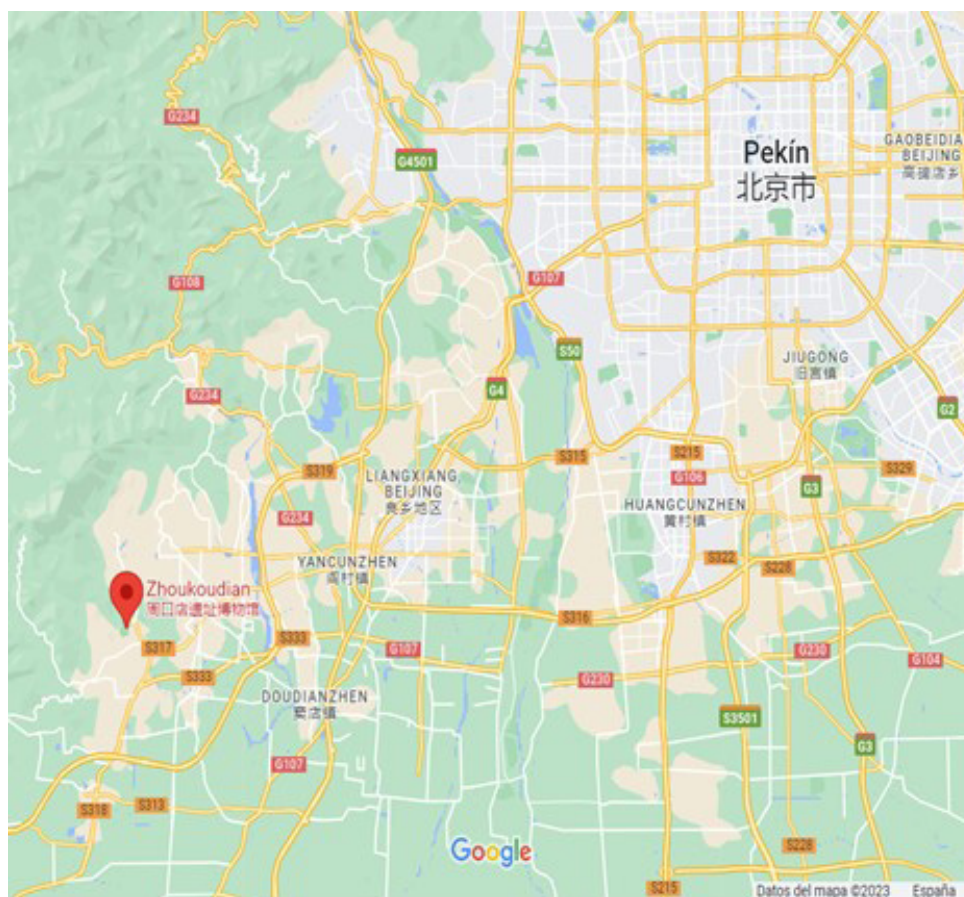 G234
G4501
Pekín
北京市
GAOBEIDIA
BEIJING
G108
G107
S50
JIUGONG
G234
G4
G2
S319
S315
S215
S329
LIANGXIANG,
BEIJING
良乡地区
G106
G3
G234
HUANGCUNZHEN
黄村镇
YANCUNZHEN
阎村镇
S322
S228
Zhoukoudian
周口店遗址博物馆
S316
S317
S333
G107
G230
G104
S333
G230
DOUDIANZHEN
窦店镇
S3501
G3
G107
S318
S313
Google
S228
S215
Datos del mapa ©2023
España